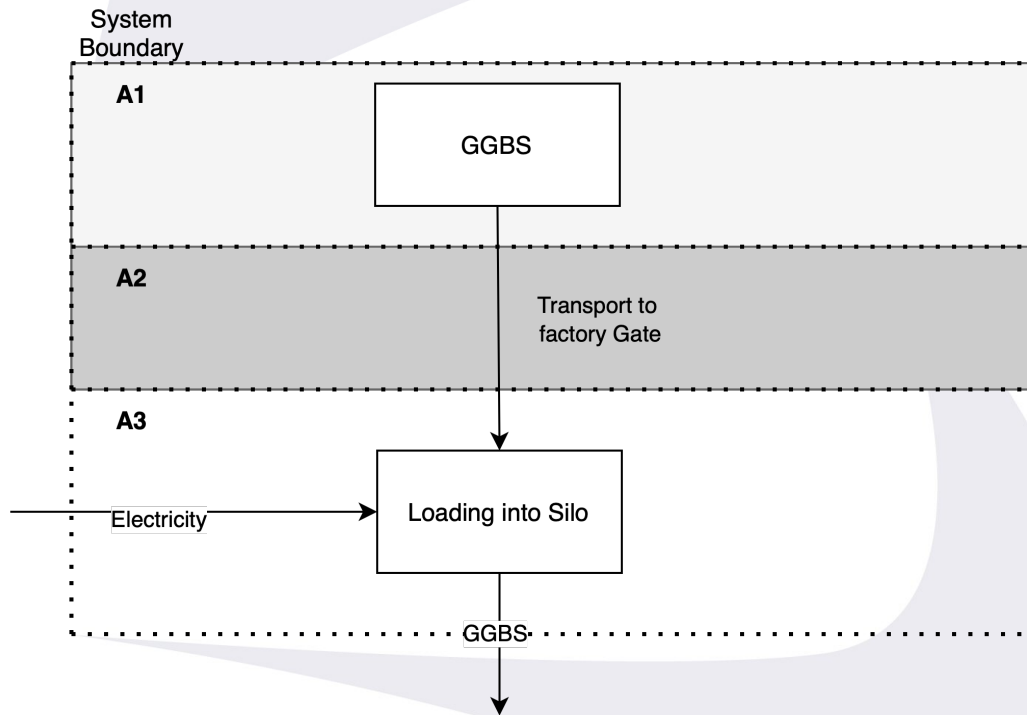 System
Boundary
A1
GGBS
A2
Transport to
factory Gate
A3
Electricity
Loading into Silo
GGBS